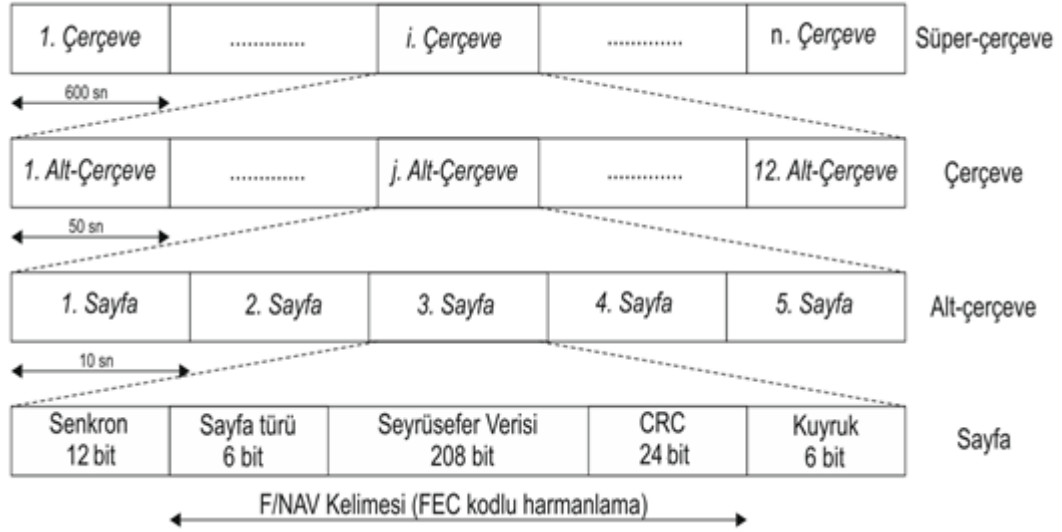 1. Çerçeve ............. i. Çerçeve ............. n. Çerçeve Süper-çerçeve
600 sn
1. Alt-Çerçeve ............. j. Alt-Çerçeve ............. 12. Alt-Çerçeve Çerçeve
50 sn
1. Sayfa 2. Sayfa 3. Sayfa 4. Sayfa 5. Sayfa Alt-çerçeve
10 sn
Senkron Sayfa türü Seyrüsefer Verisi CRC Kuyruk
12 bit 6 bit 208 bit 24 bit 6 bit Sayfa
F/NAV Kelimesi (FEC kodlu harmanlama)